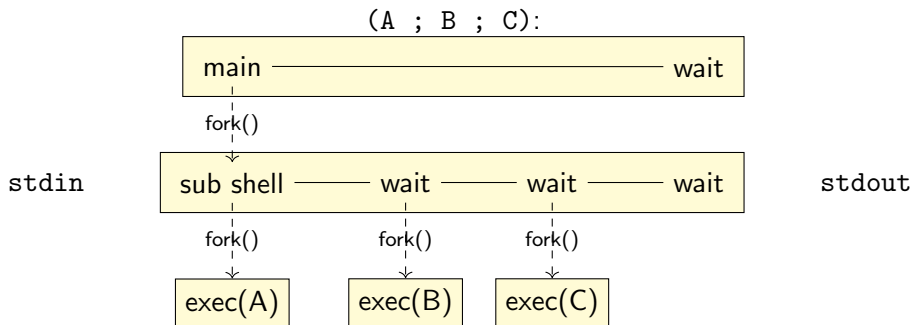 (A ; B ; C):
main wait
fork()
stdin sub shell wait wait wait stdout
fork() fork() fork()
exec(A) exec(B) exec(C)